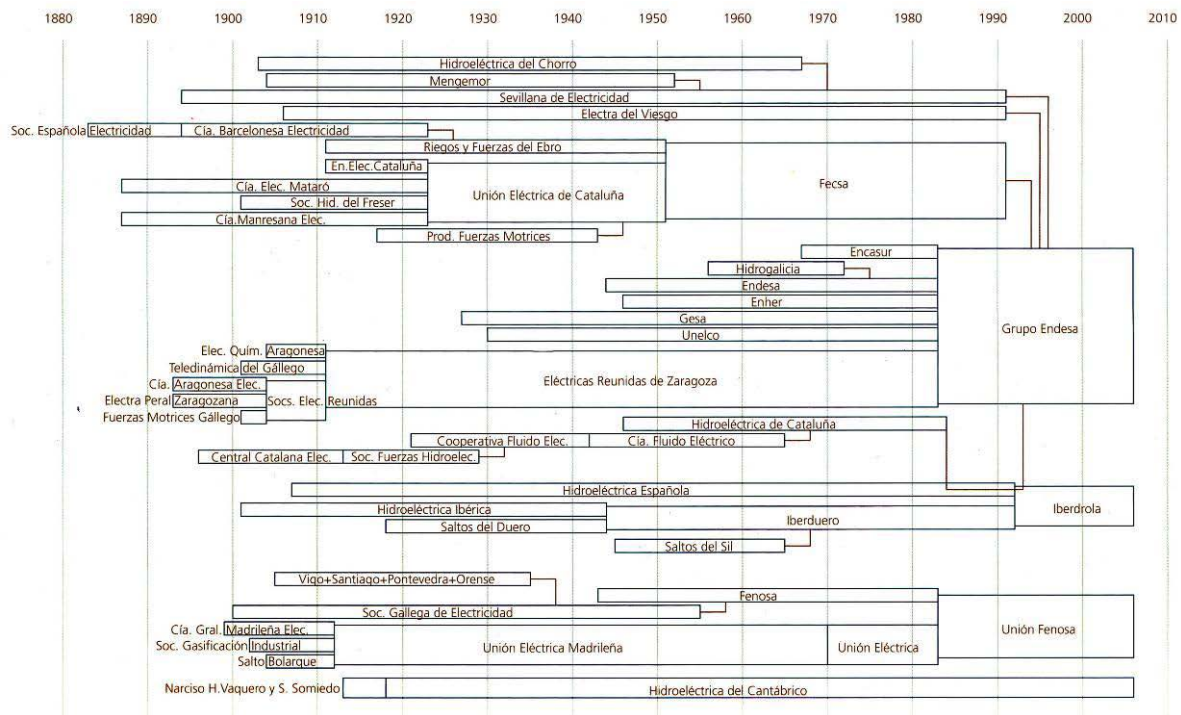 1880 1890 1900 1910 1920 1930 1940 1950 1960 1970 1980 1990 2000 2010
Hidroeléctrica del Chorro
Mengemor
Sevillana de Electricidad
Electra del Viesgo
Soc. Española Electricidad Cía. Barcelonesa Electricidad
Riegos y Fuerzas del Ebro
En.Elec.Cataluña
Cía. Elec. Mataró
Fecsa
Unión Eléctrica de Cataluña
Soc. Hid. del Freser
Cía.Manresana Elec.
Prod. Fuerzas Motrices
Encasur
Hidrogalicia
Endesa
Enher
Grupo Endesa
Gesa
Unelco
Elec. Quím. Aragonesa
Teledinámica del Gállego
Cía. Aragonesa Elec.
Eléctricas Reunidas de Zaragoza
Electra Peral Zaragozana Socs. Elec. Reunidas
Fuerzas Motrices Gállego
Hidroeléctrica de Cataluña
Cooperativa Fluido Elec. Cía. Fluido Eléctrico
Central Catalana Elec. Soc. Fuerzas Hidroelec.
Hidroeléctrica Española
Iberdrola
Hidroeléctrica Ibérica
Iberduero
Saltos del Duero
Saltos del Sil
Vigo+Santiago+Pontevedra+Orense
Fenosa
Soc. Gallega de Electricidad
Cía. Gral. Madrileña Elec.
Unión Fenosa
Soc. Gasificación Industrial
Unión Eléctrica Madrileña Unión Eléctrica
Salto Bolarque
Narciso H.Vaquero y S. Somiedo Hidroeléctrica del Cantábrico